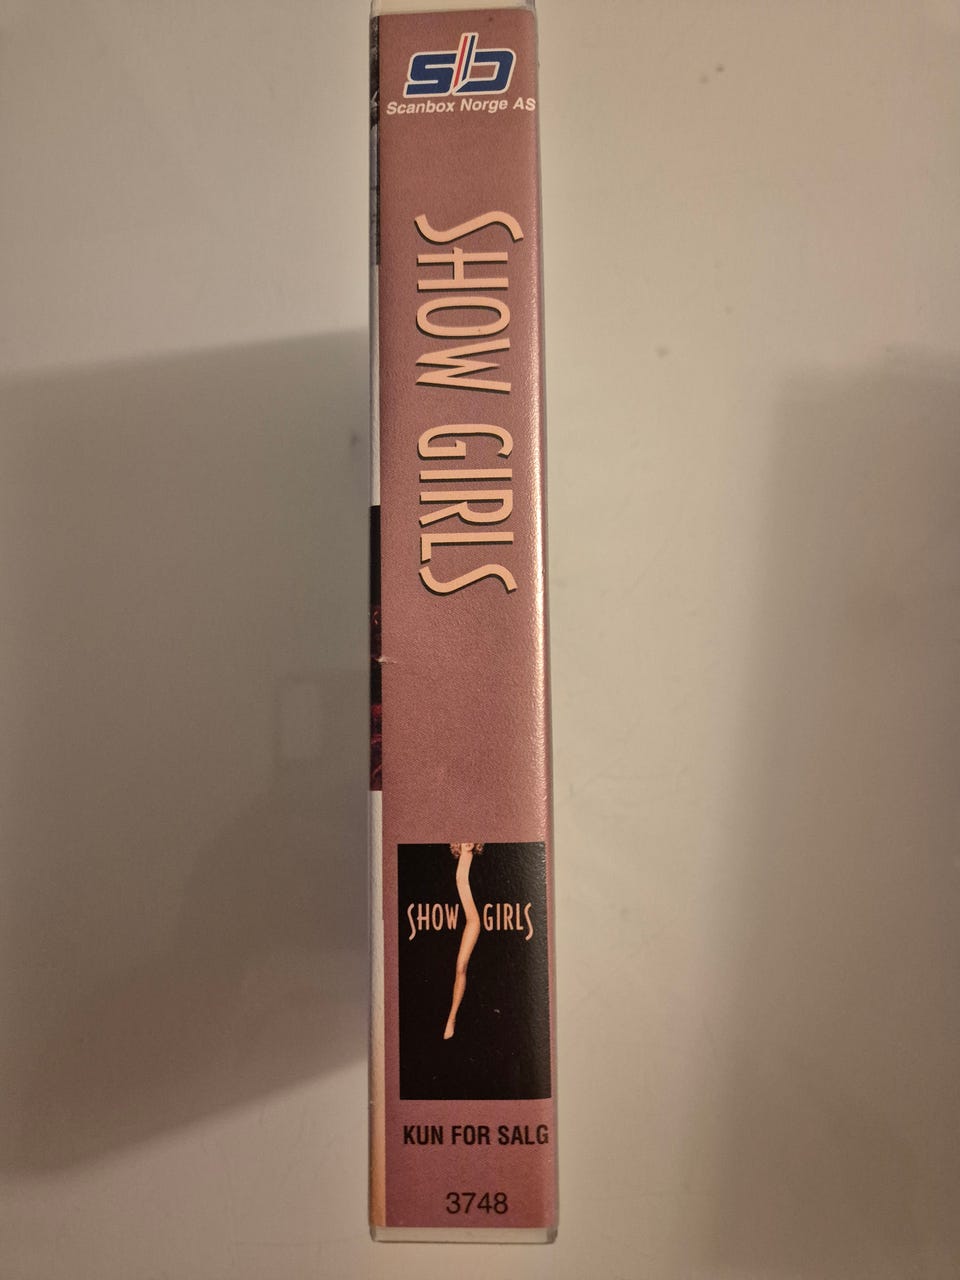 sb
Scanbox Norge AS
SHOW GIRLS
SHOW GIRLS
KUN FOR SALG
3748